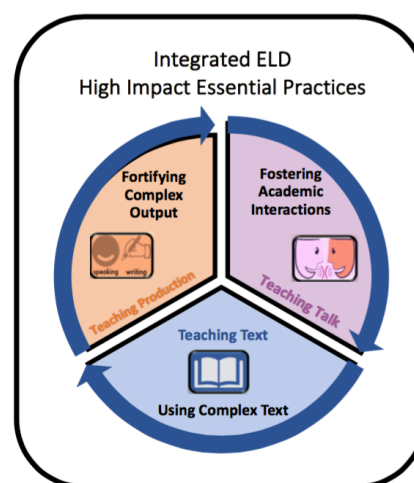 Integrated ELD
High Impact Essential Practices
Fortifying
Complex
Output
speaking writing
Teaching Production
Fostering
Academic
Interactions
Teaching Talk
Teaching Text
Using Complex Text